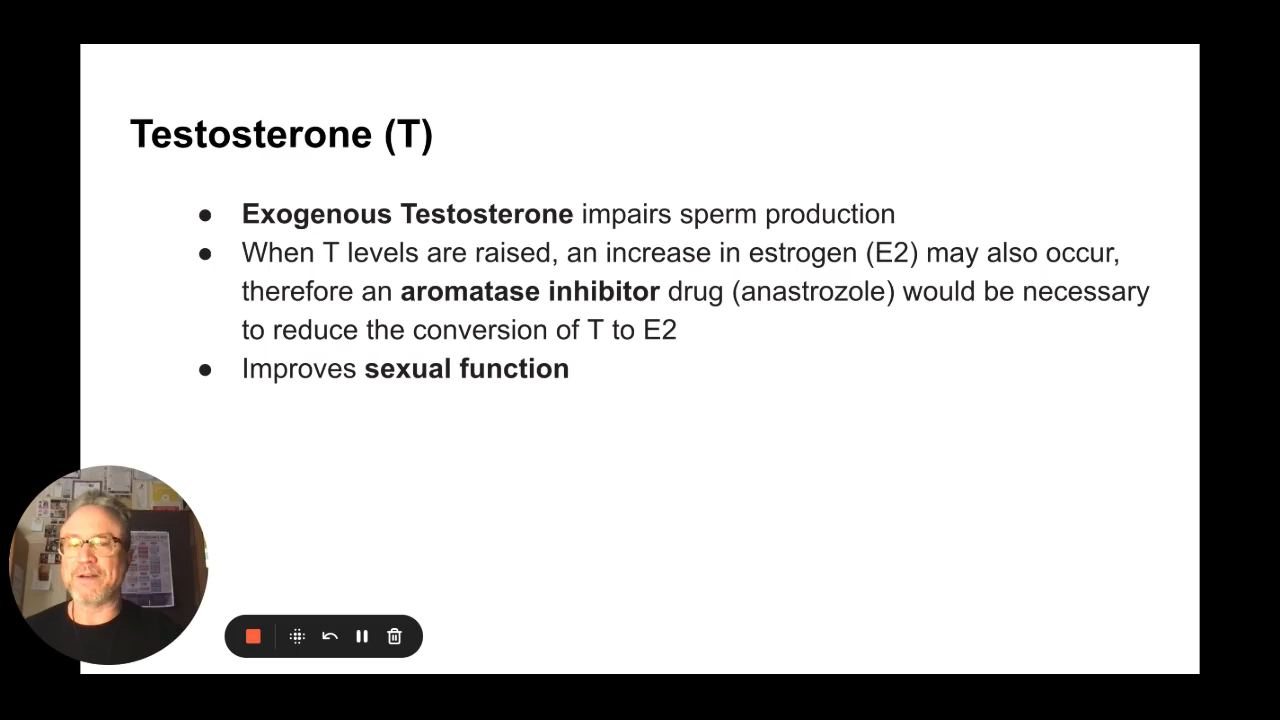 Testosterone (T)
● Exogenous Testosterone impairs sperm production
● When T levels are raised, an increase in estrogen (E2) may also occur,
therefore an aromatase inhibitor drug (anastrozole) would be necessary
to reduce the conversion of T to E2
● Improves sexual function